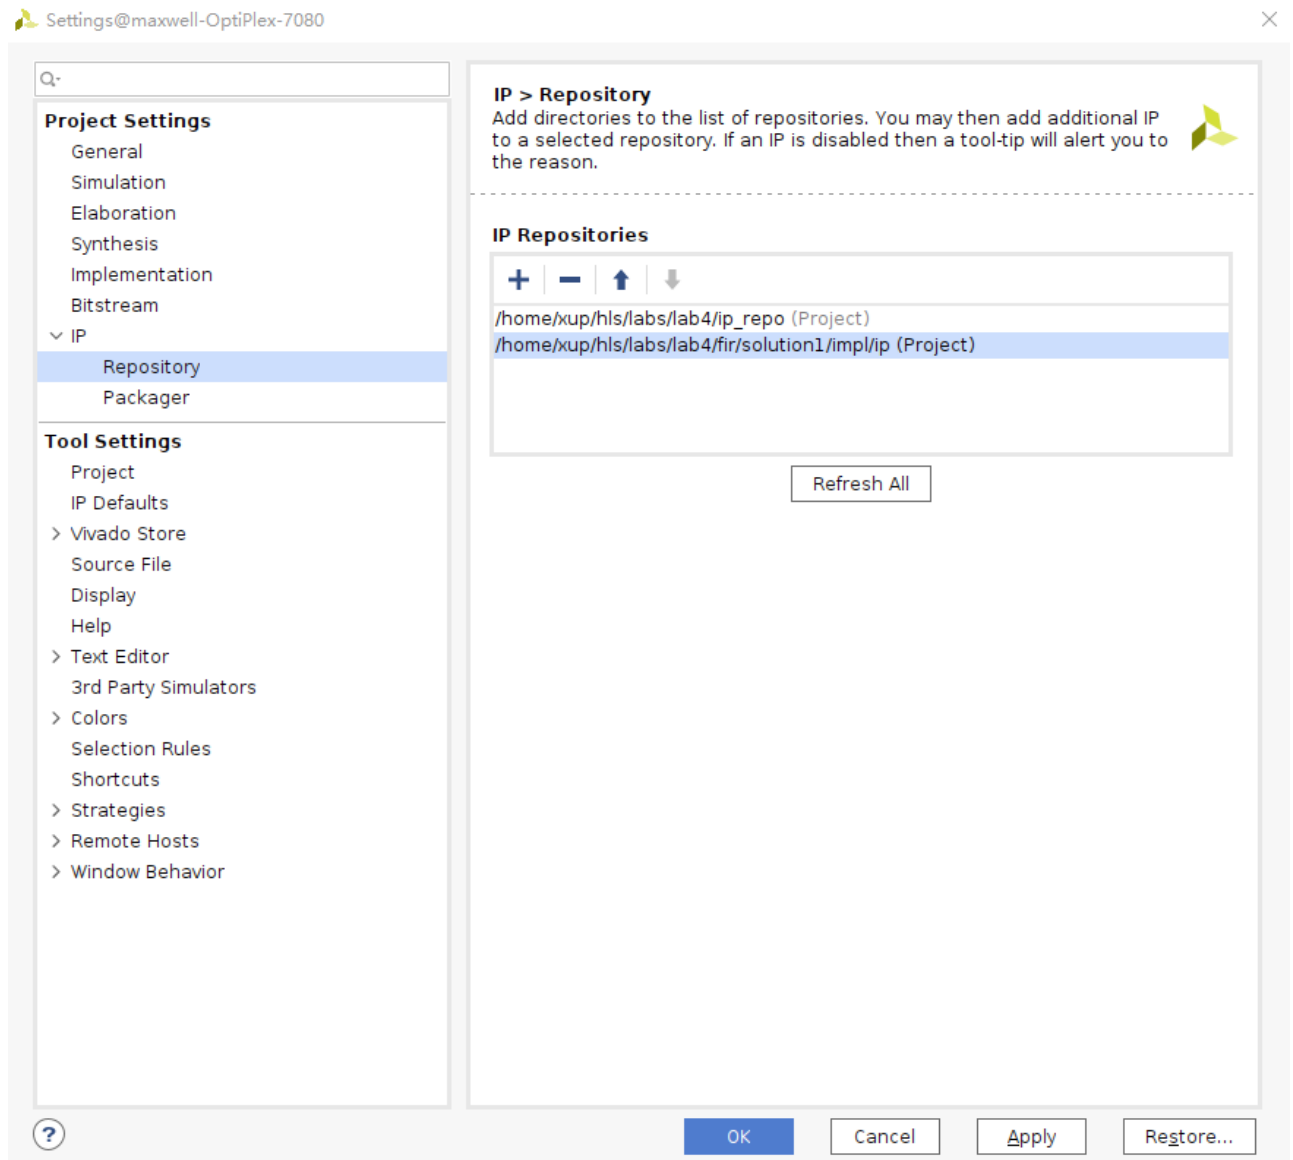 Settings@maxwell-OptiPlex-7080
Project Settings
General
Simulation
Elaboration
Synthesis
Implementation
Bitstream
IP
Repository
Packager
Tool Settings
Project
IP Defaults
Vivado Store
Source File
Display
Help
Text Editor
3rd Party Simulators
Colors
Selection Rules
Shortcuts
Strategies
Remote Hosts
Window Behavior
IP > Repository
Add directories to the list of repositories. You may then add additional IP
to a selected repository. If an IP is disabled then a tool-tip will alert you to
the reason.
IP Repositories
/home/xup/hls/labs/lab4/ip_repo (Project)
/home/xup/hls/labs/lab4/fir/solution1/impl/ip (Project)
Refresh All
?
OK
Cancel
Apply
Restore...